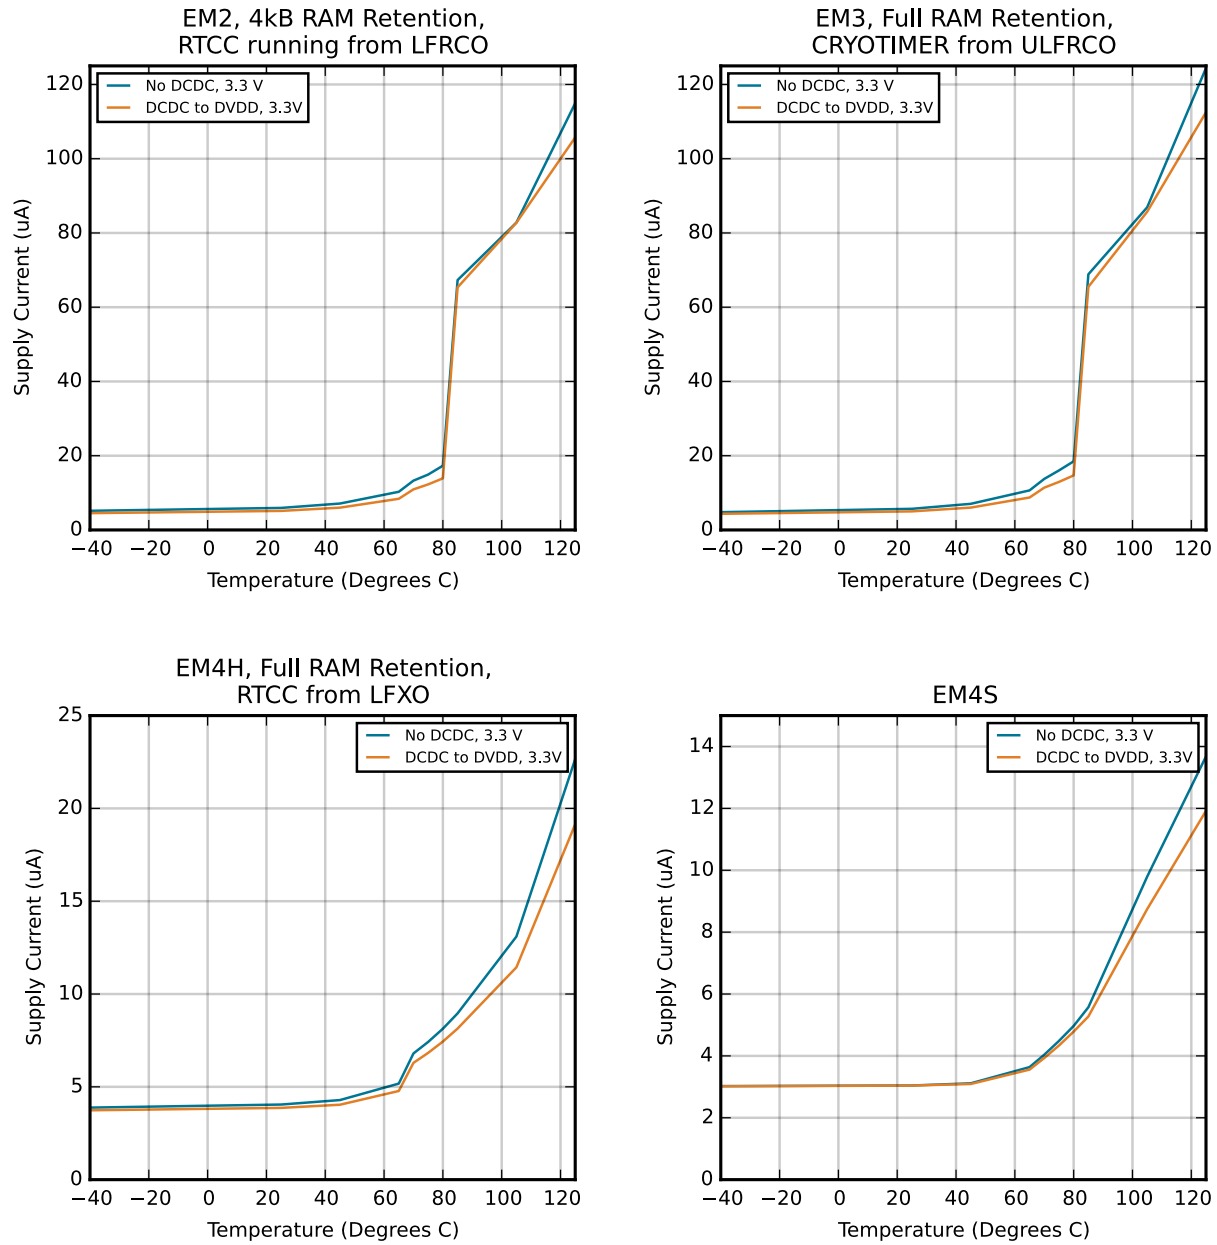 EM2, 4kB RAM Retention,
RTCC running from LFRCO
120
100
80
60
40
20
0
Supply Current (uA)
No DCDC, 3.3 V
DCDC to DVDD, 3.3V
−40 −20 0 20 40 60 80 100 120
Temperature (Degrees C)
EM3, Full RAM Retention,
CRYOTIMER from ULFRCO
120
100
80
60
40
20
0
Supply Current (uA)
No DCDC, 3.3 V
DCDC to DVDD, 3.3V
−40 −20 0 20 40 60 80 100 120
Temperature (Degrees C)
EM4H, Full RAM Retention,
RTCC from LFXO
25
20
15
10
5
0
Supply Current (uA)
No DCDC, 3.3 V
DCDC to DVDD, 3.3V
−40 −20 0 20 40 60 80 100 120
Temperature (Degrees C)
EM4S
14
12
10
8
6
4
2
0
Supply Current (uA)
No DCDC, 3.3 V
DCDC to DVDD, 3.3V
−40 −20 0 20 40 60 80 100 120
Temperature (Degrees C)